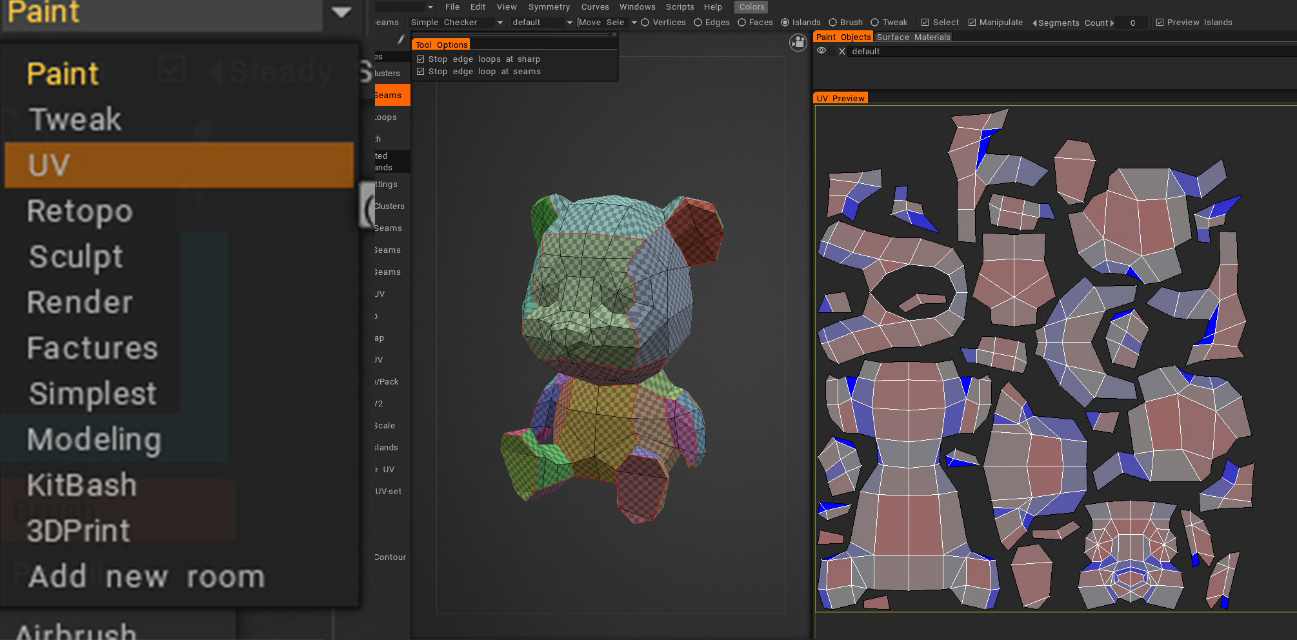 Paint
Paint
Steady S
Tweak
UV
Retopo
Sculpt
Render
Factures
Simplest
Modeling
KitBash
3DPrint
Add new room
Airbrush
File Edit View Symmetry Curves Windows Scripts Help Colors
eams Simple Checker default [Move Sele Vertices Edges Faces Islands Brush Tweak Select Manipulate Segments Count 0 Preview Islands
Tool Options
Stop edge loops at sharp
Stop edge loop at seams
es
lusters
Seams
Loops
th
ted
ands
ttings
Clusters
Seams
Seams
Seams
UV
ap
UV
/Pack
V2
Scale
slands
e UV
UV-set
Contour
Paint Objects Surface Materials
X default
UV Preview